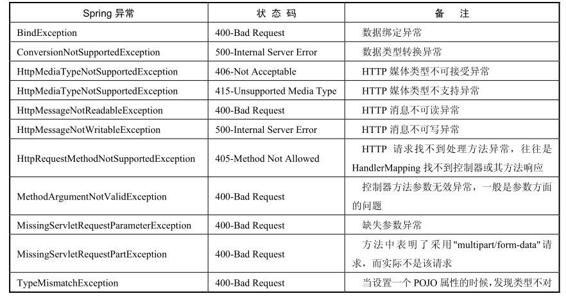 Spring 异常 状 态 码 备 注
BindException 400-Bad Request 数据绑定异常
ConversionNotSupportedException 500-Internal Server Error 数据类型转换异常
HttpMediaTypeNotSupportedException 406-Not Acceptable HTTP 媒体类型不可接受异常
HttpMediaTypeNotSupportedException 415-Unsupported Media Type HTTP 媒体类型不支持异常
HttpMessageNotReadableException 400-Bad Request HTTP 消息不可读异常
HttpMessageNotWritableException 500-Internal Server Error HTTP 消息不可写异常
HttpRequestMethodNotSupportedException 405-Method Not Allowed HTTP 请求找不到处理方法异常，往往是
HandlerMapping 找不到控制器或其方法响应
MethodArgumentNotValidException 400-Bad Request 控制器方法参数无效异常，一般是参数方面
的问题
MissingServletRequestParameterException 400-Bad Request 缺失参数异常
MissingServletRequestPartException 400-Bad Request 方法中表明了采用"multipart/form-data"请
求，而实际不是该请求
TypeMismatchException 400-Bad Request 当设置一个 POJO 属性的时候，发现类型不对